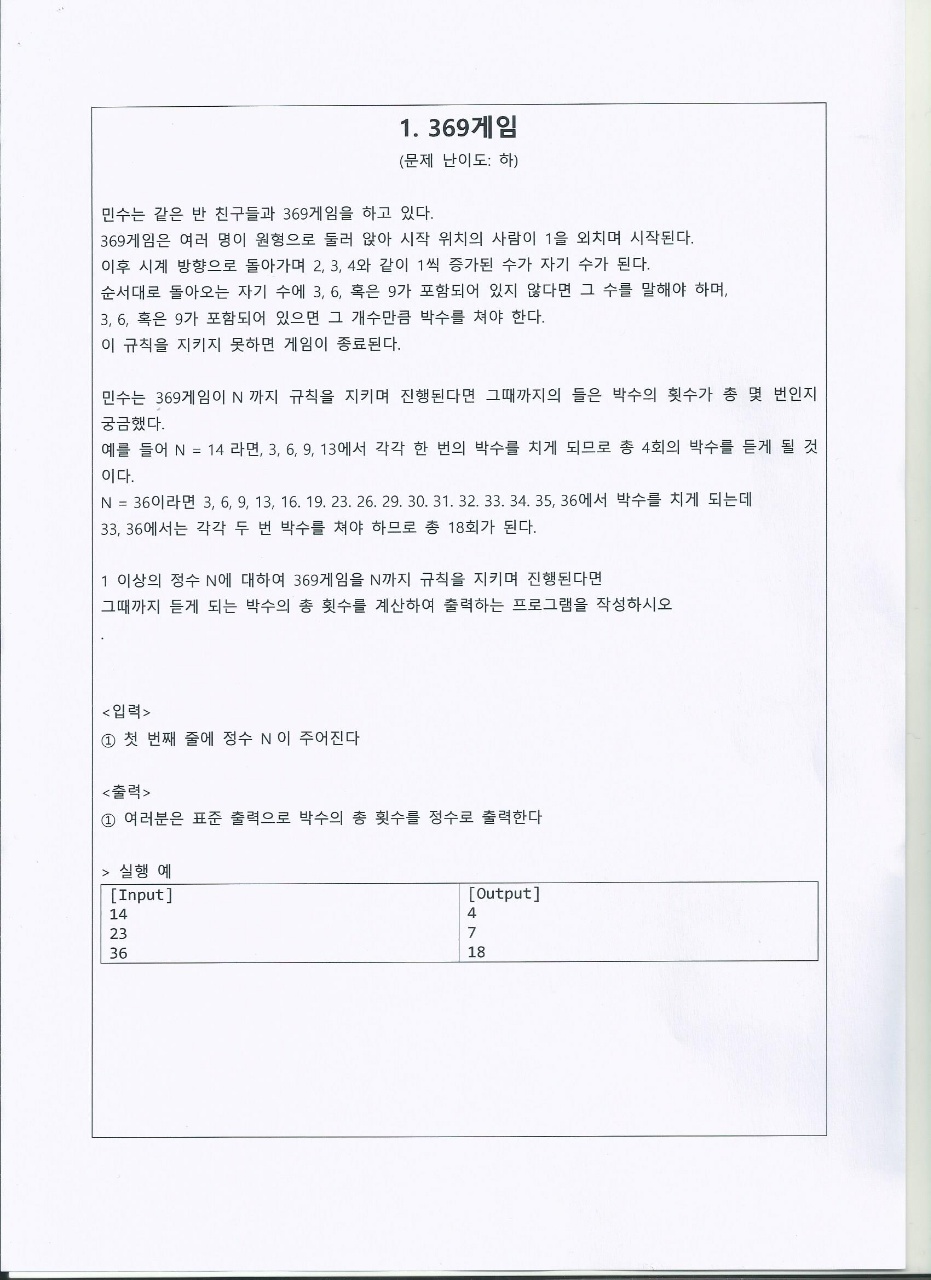 1. 369게임
(문제 난이도: 하)
민수는 같은 반 친구들과 369게임을 하고 있다.
369게임은 여러 명이 원형으로 둘러 앉아 시작 위치의 사람이 1을 외치며 시작된다.
이후 시계 방향으로 돌아가며 2, 3, 4와 같이 1씩 증가된 수가 자기 수가 된다.
순서대로 돌아오는 자기 수에 3, 6, 혹은 9가 포함되어 있지 않다면 그 수를 말해야 하며,
3, 6, 혹은 9가 포함되어 있으면 그 개수만큼 박수를 쳐야 한다.
이 규칙을 지키지 못하면 게임이 종료된다.
민수는 369게임이 N 까지 규칙을 지키며 진행된다면 그때까지의 들은 박수의 횟수가 총 몇 번인지
궁금했다.
예를 들어 N = 14 라면, 3, 6, 9, 13에서 각각 한 번의 박수를 치게 되므로 총 4회의 박수를 듣게 될 것
이다.
N = 36이라면 3, 6, 9, 13, 16. 19. 23. 26. 29. 30. 31. 32. 33. 34. 35, 36에서 박수를 치게 되는데
33, 36에서는 각각 두 번 박수를 쳐야 하므로 총 18회가 된다.
1 이상의 정수 N에 대하여 369게임을 N까지 규칙을 지키며 진행된다면
그때까지 듣게 되는 박수의 총 횟수를 계산하여 출력하는 프로그램을 작성하시오
.
<입력>
① 첫 번째 줄에 정수 N 이 주어진다
<출력>
① 여러분은 표준 출력으로 박수의 총 횟수를 정수로 출력한다
> 실행 예
[Input] [Output]
14 4
23 7
36 18